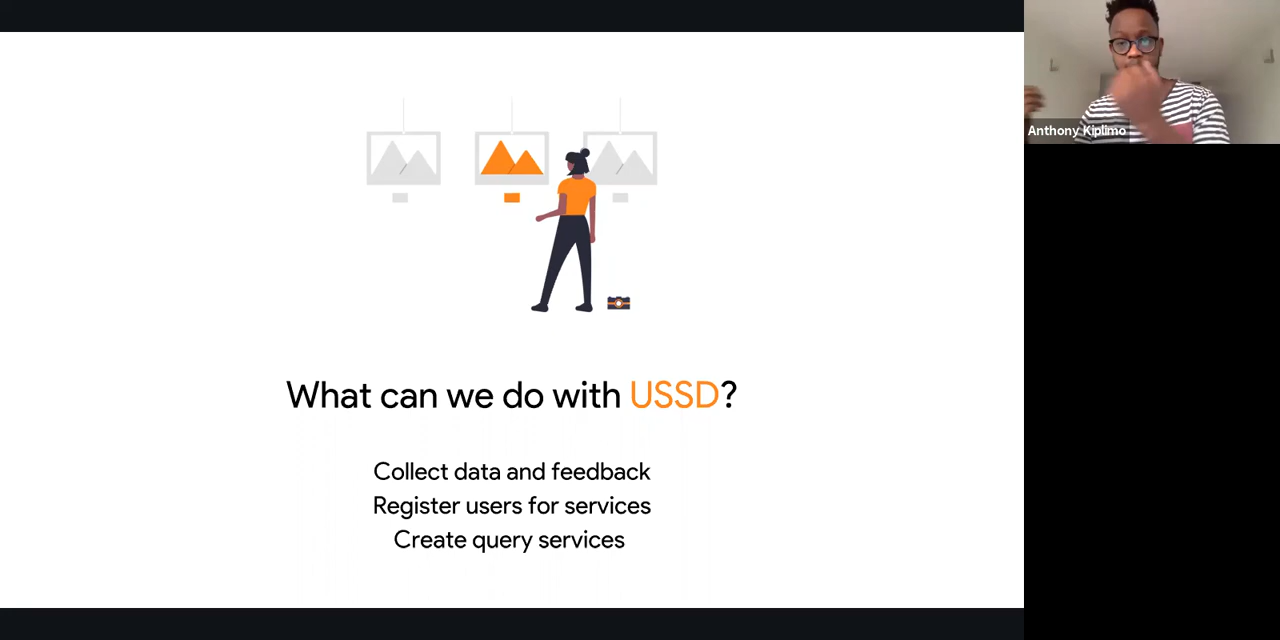 Anthony Kiplimo
What can we do with USSD?
Collect data and feedback
Register users for services
Create query services